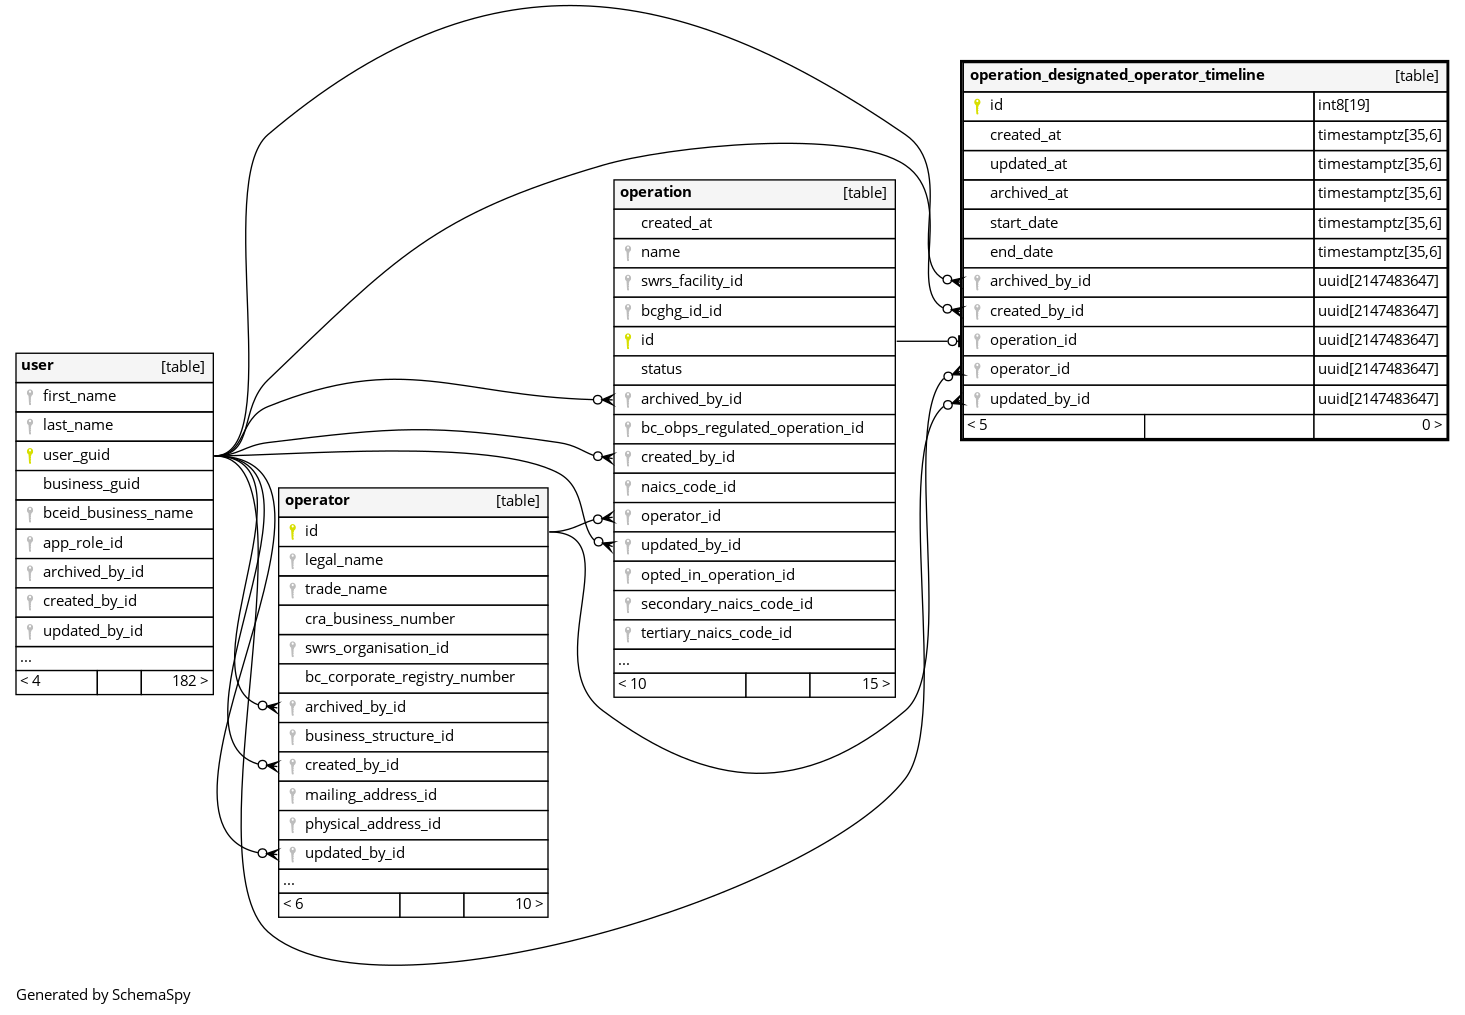 operation_designated_operator_timeline [table]
id int8[19]
created_at timestamptz[35,6]
updated_at timestamptz[35,6]
archived_at timestamptz[35,6]
start_date timestamptz[35,6]
end_date timestamptz[35,6]
archived_by_id uuid[2147483647]
created_by_id uuid[2147483647]
operation_id uuid[2147483647]
operator_id uuid[2147483647]
updated_by_id uuid[2147483647]
< 5 0 >
operation [table]
created_at
name
swrs_facility_id
bcghg_id_id
id
status
archived_by_id
bc_obps_regulated_operation_id
created_by_id
naics_code_id
operator_id
updated_by_id
opted_in_operation_id
secondary_naics_code_id
tertiary_naics_code_id
...
< 10 15 >
user [table]
first_name
last_name
user_guid
business_guid
bceid_business_name
app_role_id
archived_by_id
created_by_id
updated_by_id
...
< 4 182 >
operator [table]
id
legal_name
trade_name
cra_business_number
swrs_organisation_id
bc_corporate_registry_number
archived_by_id
business_structure_id
created_by_id
mailing_address_id
physical_address_id
updated_by_id
...
< 6 10 >
Generated by SchemaSpy